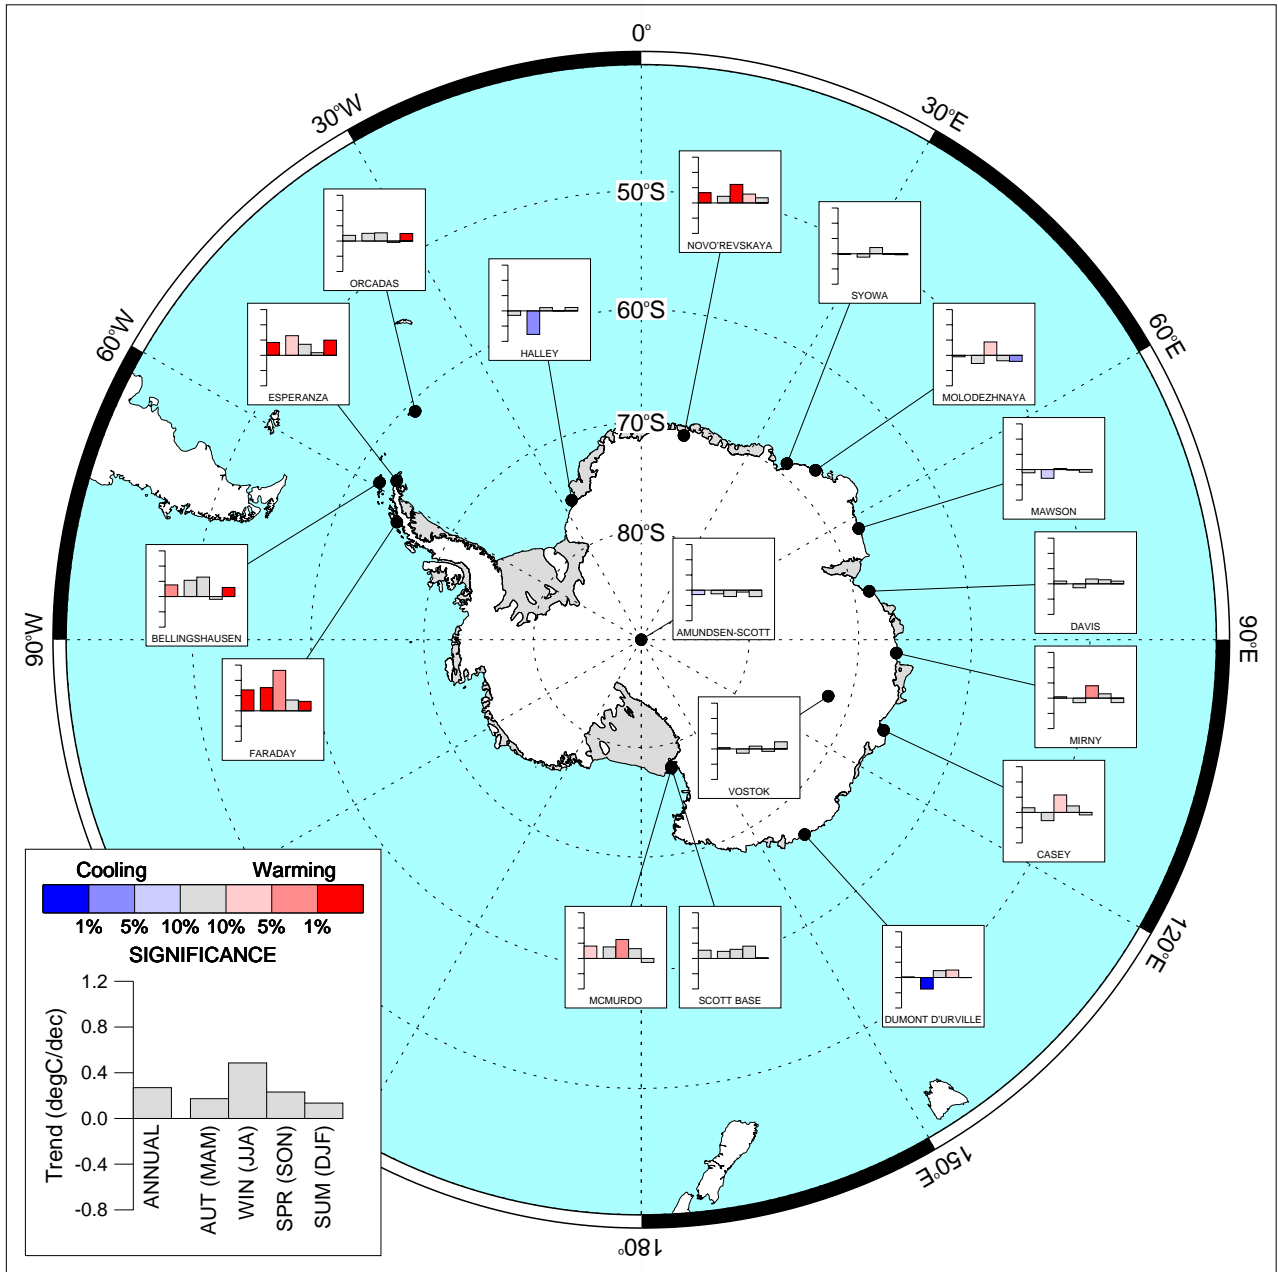 0°
30°W
30°E
50°S
NOVO'REVSKAYA
ORCADAS
SYOWA
60°S
60°W
60°E
HALLEY
ESPERANZA
MOLODEZHNAYA
70°S
MAWSON
80°S
AMUNDSEN-SCOTT
DAVIS
BELLINGSHAUSEN
90°W
90°E
MIRNY
FARADAY
VOSTOK
CASEY
120°E
MCMURDO
SCOTT BASE
DUMONT D'URVILLE
150°E
180°
Cooling Warming
1% 5% 10% 10% 5% 1%
SIGNIFICANCE
Trend (degC/dec)
1.2
0.8
0.4
0.0
-0.4
-0.8
ANNUAL
AUT (MAM)
WIN (JJA)
SPR (SON)
SUM (DJF)